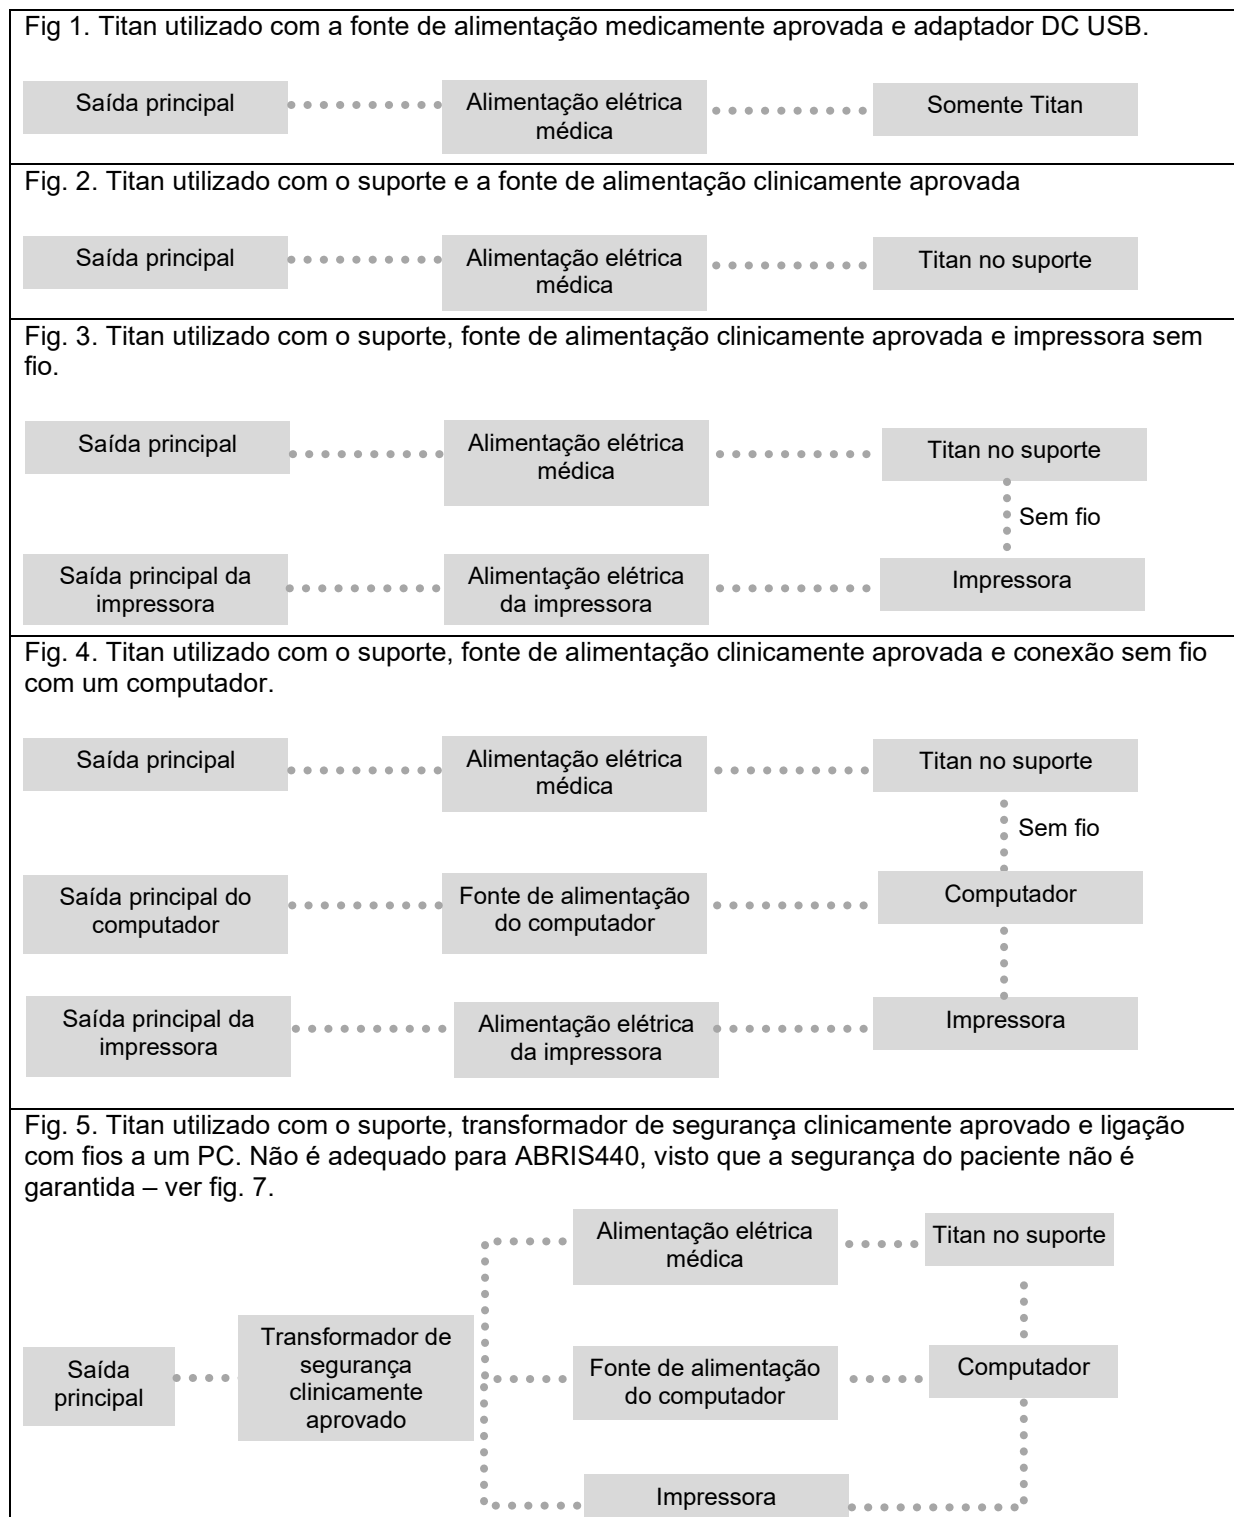 Fig 1. Titan utilizado com a fonte de alimentação medicamente aprovada e adaptador DC USB.
Saída principal
Alimentação elétrica
médica
Somente Titan
Fig. 2. Titan utilizado com o suporte e a fonte de alimentação clinicamente aprovada
Saída principal
Alimentação elétrica
médica
Titan no suporte
Fig. 3. Titan utilizado com o suporte, fonte de alimentação clinicamente aprovada e impressora sem
fio.
Saída principal
Alimentação elétrica
médica
Titan no suporte
Sem fio
Saída principal da
impressora
Alimentação elétrica
da impressora
Impressora
Fig. 4. Titan utilizado com o suporte, fonte de alimentação clinicamente aprovada e conexão sem fio
com um computador.
Saída principal
Alimentação elétrica
médica
Titan no suporte
Sem fio
Saída principal do
computador
Fonte de alimentação
do computador
Computador
Saída principal da
impressora
Alimentação elétrica
da impressora
Impressora
Fig. 5. Titan utilizado com o suporte, transformador de segurança clinicamente aprovado e ligação
com fios a um PC. Não é adequado para ABRIS440, visto que a segurança do paciente não é
garantida – ver fig. 7.
Alimentação elétrica
médica
Titan no suporte
Saída
principal
Transformador de
segurança
clinicamente
aprovado
Fonte de alimentação
do computador
Computador
Impressora